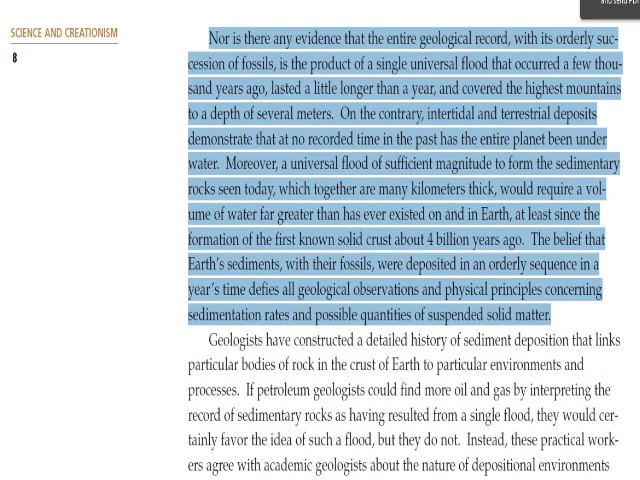 and send PDF
SCIENCE AND CREATIONISM
8
Nor is there any evidence that the entire geological record, with its orderly suc-
cession of fossils, is the product of a single universal flood that occurred a few thou-
sand years ago, lasted a little longer than a year, and covered the highest mountains
to a depth of several meters. On the contrary, intertidal and terrestrial deposits
demonstrate that at no recorded time in the past has the entire planet been under
water. Moreover, a universal flood of sufficient magnitude to form the sedimentary
rocks seen today, which together are many kilometers thick, would require a vol-
ume of water far greater than has ever existed on and in Earth, at least since the
formation of the first known solid crust about 4 billion years ago. The belief that
Earth's sediments, with their fossils, were deposited in an orderly sequence in a
year's time defies all geological observations and physical principles concerning
sedimentation rates and possible quantities of suspended solid matter.
Geologists have constructed a detailed history of sediment deposition that links
particular bodies of rock in the crust of Earth to particular environments and
processes. If petroleum geologists could find more oil and gas by interpreting the
record of sedimentary rocks as having resulted from a single flood, they would cer-
tainly favor the idea of such a flood, but they do not. Instead, these practical work-
ers agree with academic geologists about the nature of depositional environments